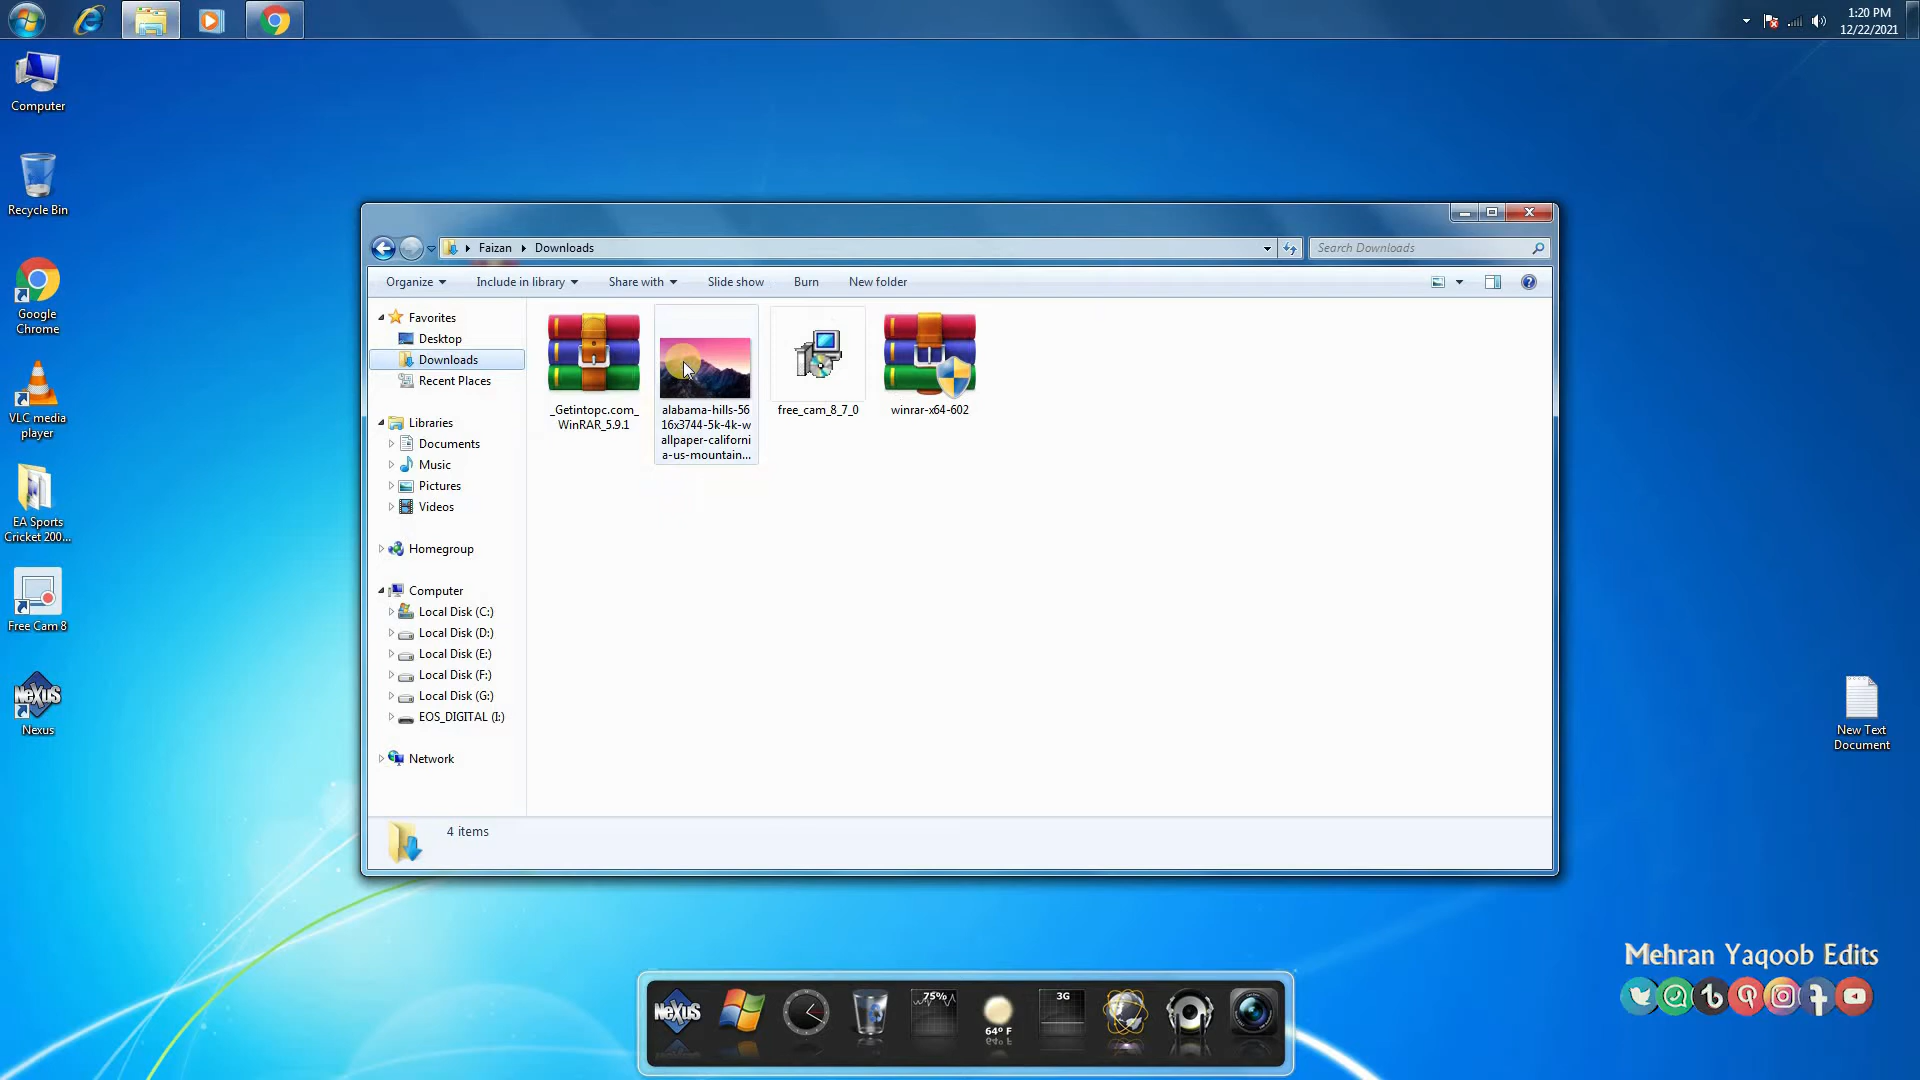 1:20 PM
12/22/2021
Computer
Recycle Bin
Google
Chrome
VLC media
player
EA Sports
Cricket 200...
Free Cam 8
NeXuS
Nexus
Faizan
Downloads
Search Downloads
Organize
Include in library
Share with
Slide show
Burn
New folder
Favorites
Desktop
Downloads
Recent Places
Libraries
Documents
Music
Pictures
Videos
Homegroup
Computer
Local Disk (C:)
Local Disk (D:)
Local Disk (E:)
Local Disk (F:)
Local Disk (G:)
EOS_DIGITAL (I:)
Network
_Getintopc.com_
WinRAR_5.9.1
alabama-hills-56
16x3744-5k-4k-w
allpaper-californi
a-us-mountain...
free_cam_8_7_0
winrar-x64-602
4 items
New Text
Document
Mehran Yaqoob Edits
NeXuS
75%
64° F
3G